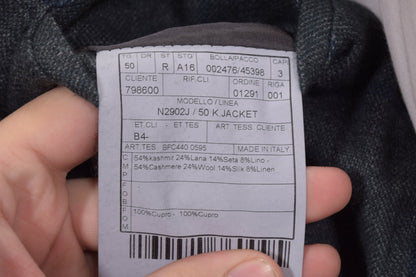 TG DR ST STG BOLLA/PACCO CAP
50 R A16 002476/45398 3
CLIENTE RIF.CLI ORDINE RIGA
798600 01291 001
MODELLO / LINEA
N2902J / 50 K.JACKET
ET.CLI - ET.TES ART. TESS. CLIENTE
B4-
ART.TES. BFC440 0595 MADE IN ITALY
C 54%kashmir 24%Lana 14%Seta 8%Lino -
M 54%Cashmere 24%Wool 14%Silk 8%Linen
P
C
F 100%Cupro - 100%Cupro
O
M